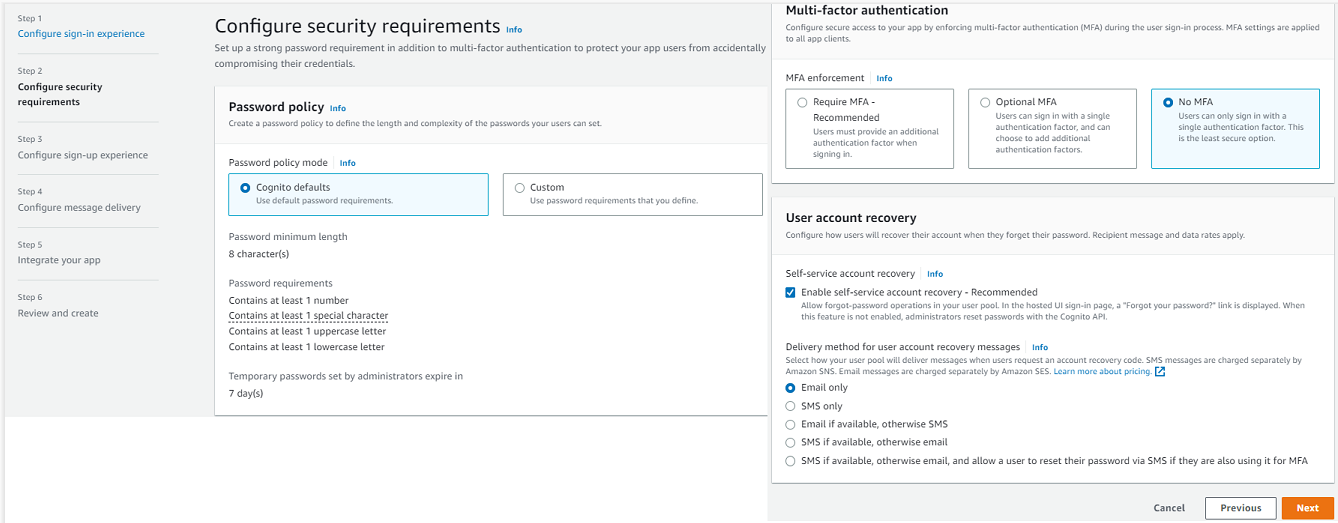 Step 1
Configure sign-in experience
Step 2
Configure security
requirements
Step 3
Configure sign-up experience
Step 4
Configure message delivery
Step 5
Integrate your app
Step 6
Review and create
Configure security requirements Info
Set up a strong password requirement in addition to multi-factor authentication to protect your app users from accidentally
compromising their credentials.
Password policy Info
Create a password policy to define the length and complexity of the passwords your users can set.
Password policy mode Info
Cognito defaults
Use default password requirements.
Custom
Use password requirements that you define.
Password minimum length
8 character(s)
Password requirements
Contains at least 1 number
Contains at least 1 special character
Contains at least 1 uppercase letter
Contains at least 1 lowercase letter
Temporary passwords set by administrators expire in
7 day(s)
Multi-factor authentication
Configure secure access to your app by enforcing multi-factor authentication (MFA) during the user sign-in process. MFA settings are applied
to all app clients.
MFA enforcement Info
Require MFA -
Recommended
Users must provide an additional
authentication factor when
signing in.
Optional MFA
Users can sign in with a single
authentication factor, and can
choose to add additional
authentication factors.
No MFA
Users can only sign in with a
single authentication factor. This
is the least secure option.
User account recovery
Configure how users will recover their account when they forget their password. Recipient message and data rates apply.
Self-service account recovery Info
Enable self-service account recovery - Recommended
Allow forgot-password operations in your user pool. In the hosted UI sign-in page, a "Forgot your password?" link is displayed. When
this feature is not enabled, administrators reset passwords with the Cognito API.
Delivery method for user account recovery messages Info
Select how your user pool will deliver messages when users request an account recovery code. SMS messages are charged separately by
Amazon SNS. Email messages are charged separately by Amazon SES. Learn more about pricing.
Email only
SMS only
Email if available, otherwise SMS
SMS if available, otherwise email
SMS if available, otherwise email, and allow a user to reset their password via SMS if they are also using it for MFA
Cancel Previous Next